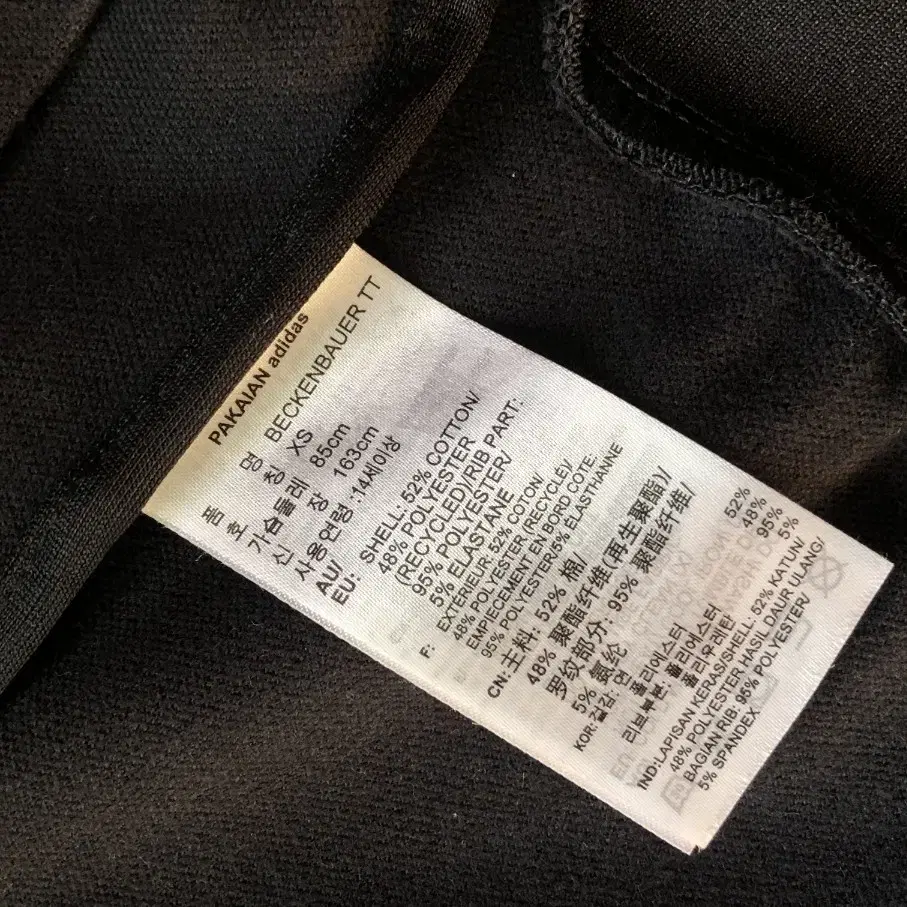 PAKAIAN adidas
품 명 BECKENBAUER TT
호 칭 XS
가슴둘레 85cm
신 장 163cm
사용연령 :14세이상
AU/
EU: SHELL: 52% COTTON/
48% POLYESTER
(RECYCLED)/RIB PART:
95% POLYESTER/
5% ELASTANE
F: EXTERIEUR: 52% COTON/
48% POLYESTER (RECYCLE)/
EMPIECEMENT EN BORD COTE:
95% POLYESTER/5% ELASTHANNE
CN: 主料: 52% 棉/
48% 聚酯纤维(再生聚酯)/
罗纹部分: 95% 聚酯纤维/
5% 氨纶
KOR: 겉감: 면 52%
폴리에스터 48%
리브부분: 폴리에스터 95%
폴리우레탄 5%
IND:LAPISAN KERAS/SHELL: 52% KATUN/
48% POLYESTER HASIL DAUR ULANG/
BAGIAN RIB: 95% POLYESTER/
5% SPANDEX